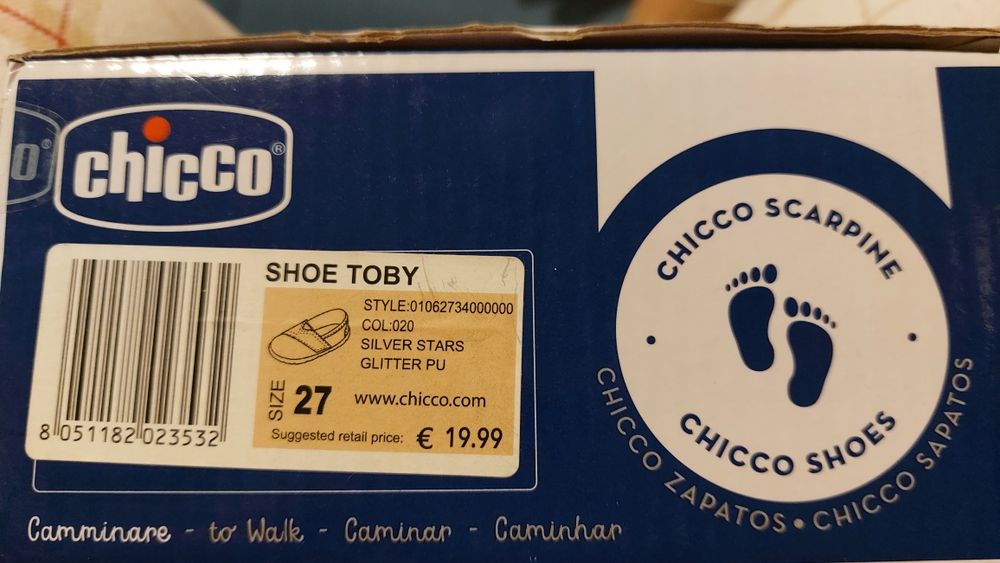 chicco®
SHOE TOBY
STYLE:01062734000000
COL:020
SILVER STARS
GLITTER PU
SIZE 27
www.chicco.com
Suggested retail price: € 19.99
8 051182 023532
Camminare - to Walk - Caminar - Caminhar
CHICCO SCARPINE
CHICCO SHOES
CHICCO ZAPATOS • CHICCO SAPATOS